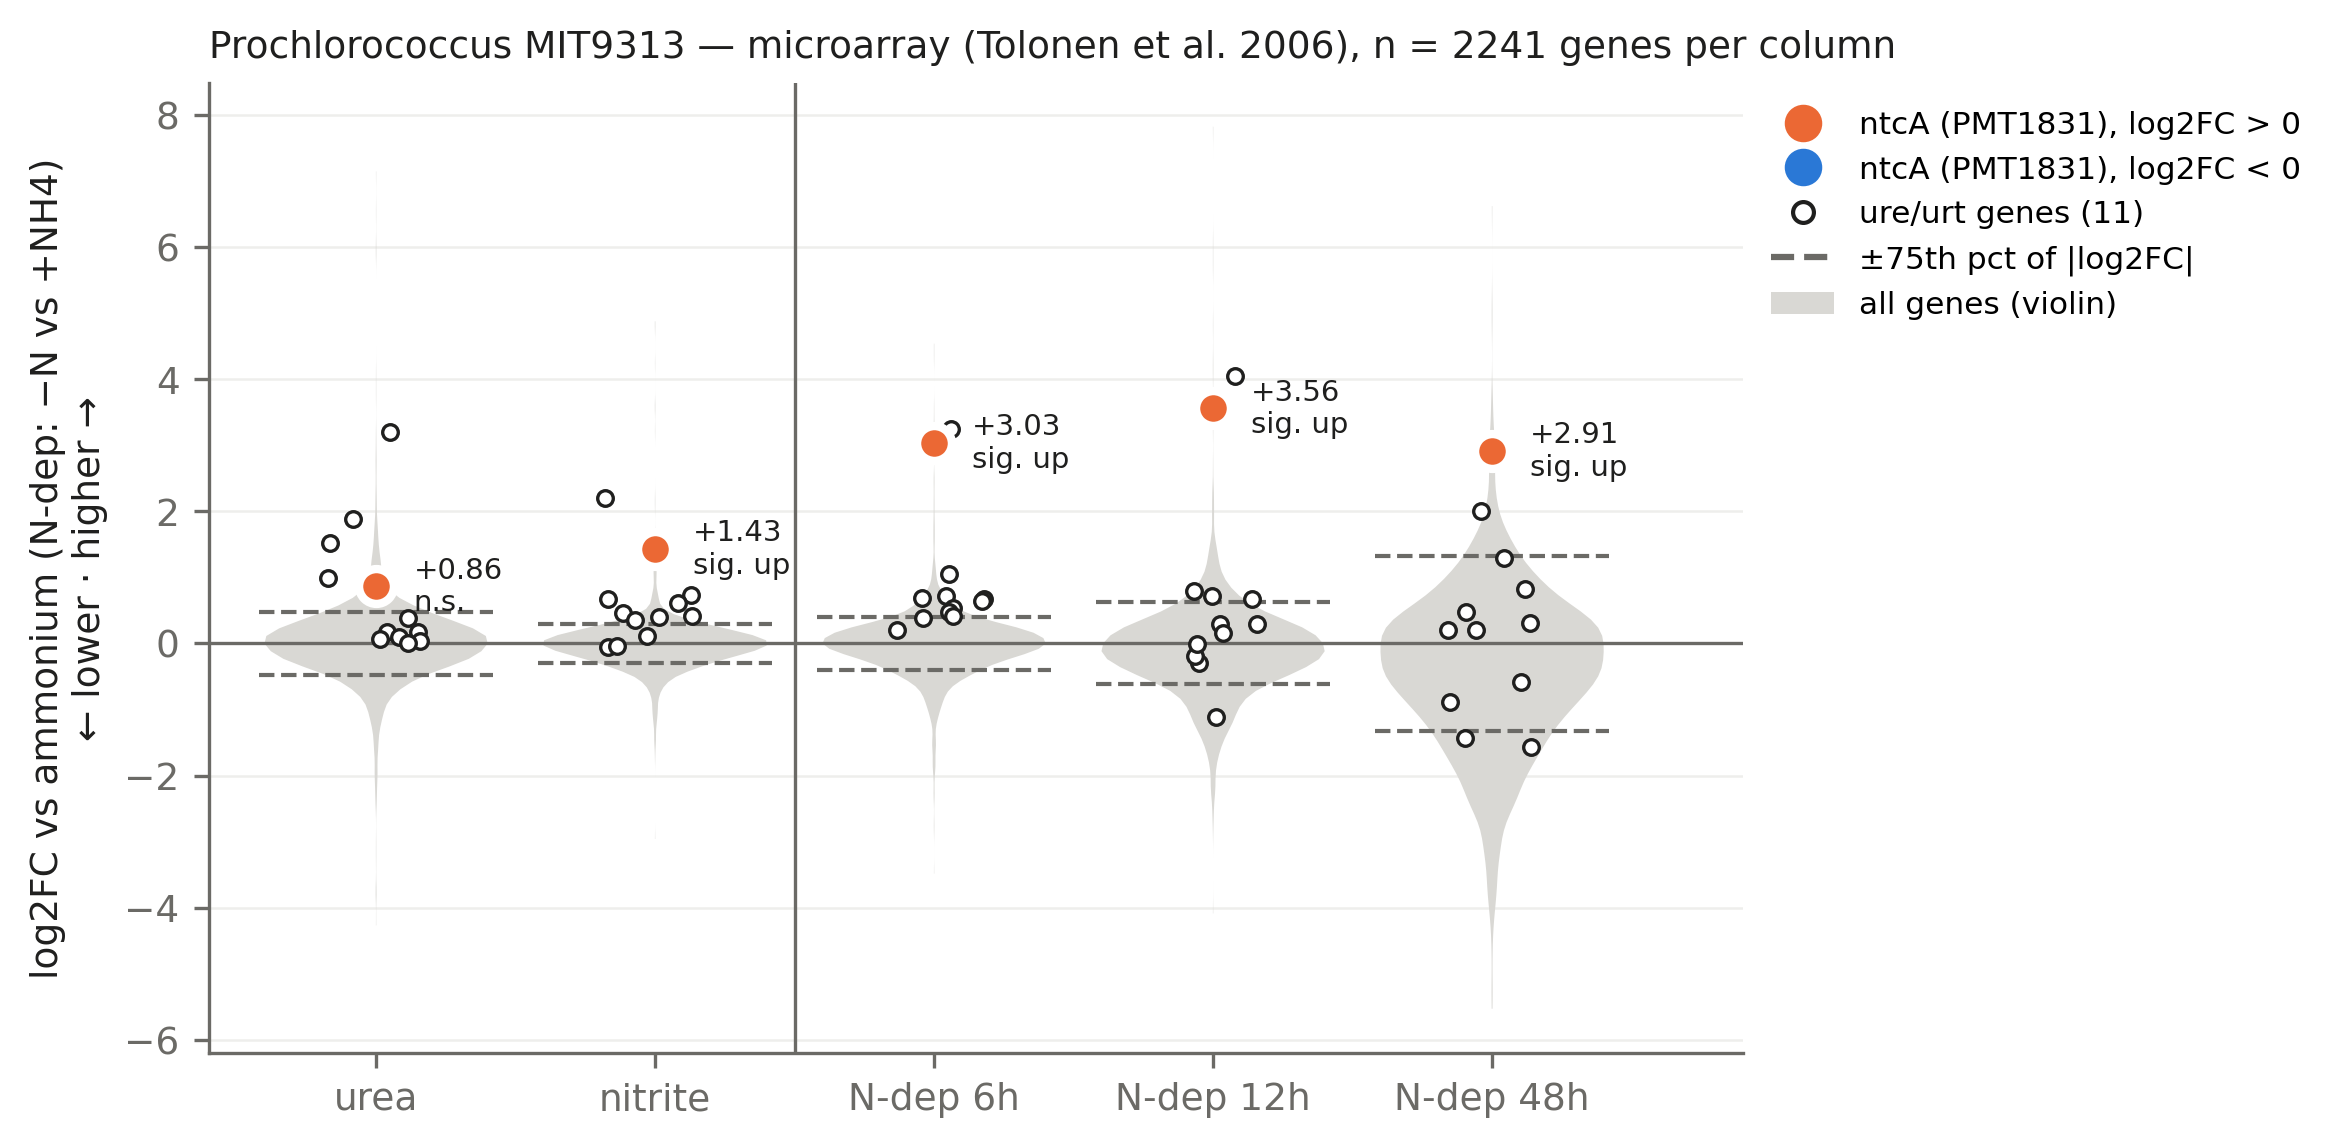 Prochlorococcus MIT9313 — microarray (Tolonen et al. 2006), n = 2241 genes per column
log2FC vs ammonium (N-dep: −N vs +NH4)
← lower · higher →
8
6
4
2
0
−2
−4
−6
+0.86
n.s.
+1.43
sig. up
+3.03
sig. up
+3.56
sig. up
+2.91
sig. up
urea
nitrite
N-dep 6h
N-dep 12h
N-dep 48h
ntcA (PMT1831), log2FC > 0
ntcA (PMT1831), log2FC < 0
ure/urt genes (11)
±75th pct of |log2FC|
all genes (violin)